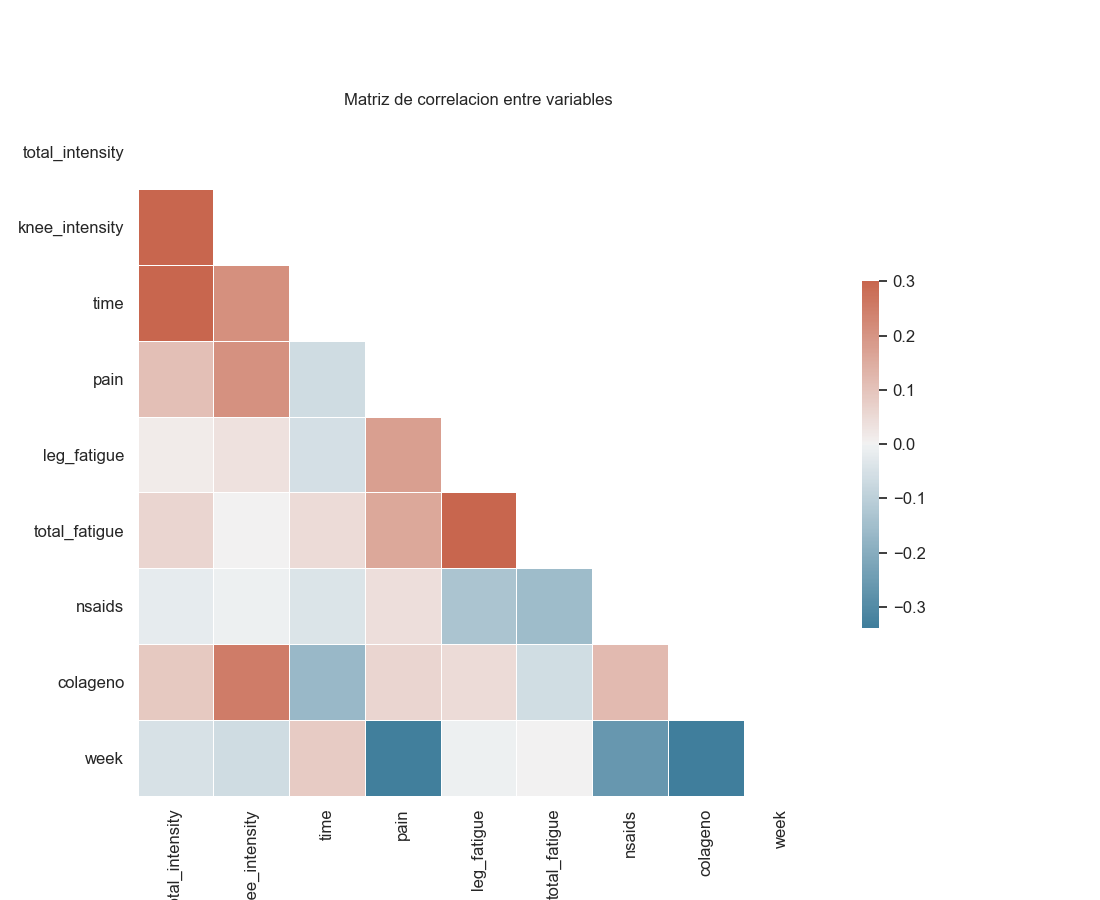 Matriz de correlacion entre variables
total_intensity
knee_intensity
time
pain
leg_fatigue
total_fatigue
nsaids
colageno
week
0.3
0.2
0.1
0.0
−0.1
−0.2
−0.3
otal_intensity
ee_intensity
time
pain
leg_fatigue
total_fatigue
nsaids
colageno
week